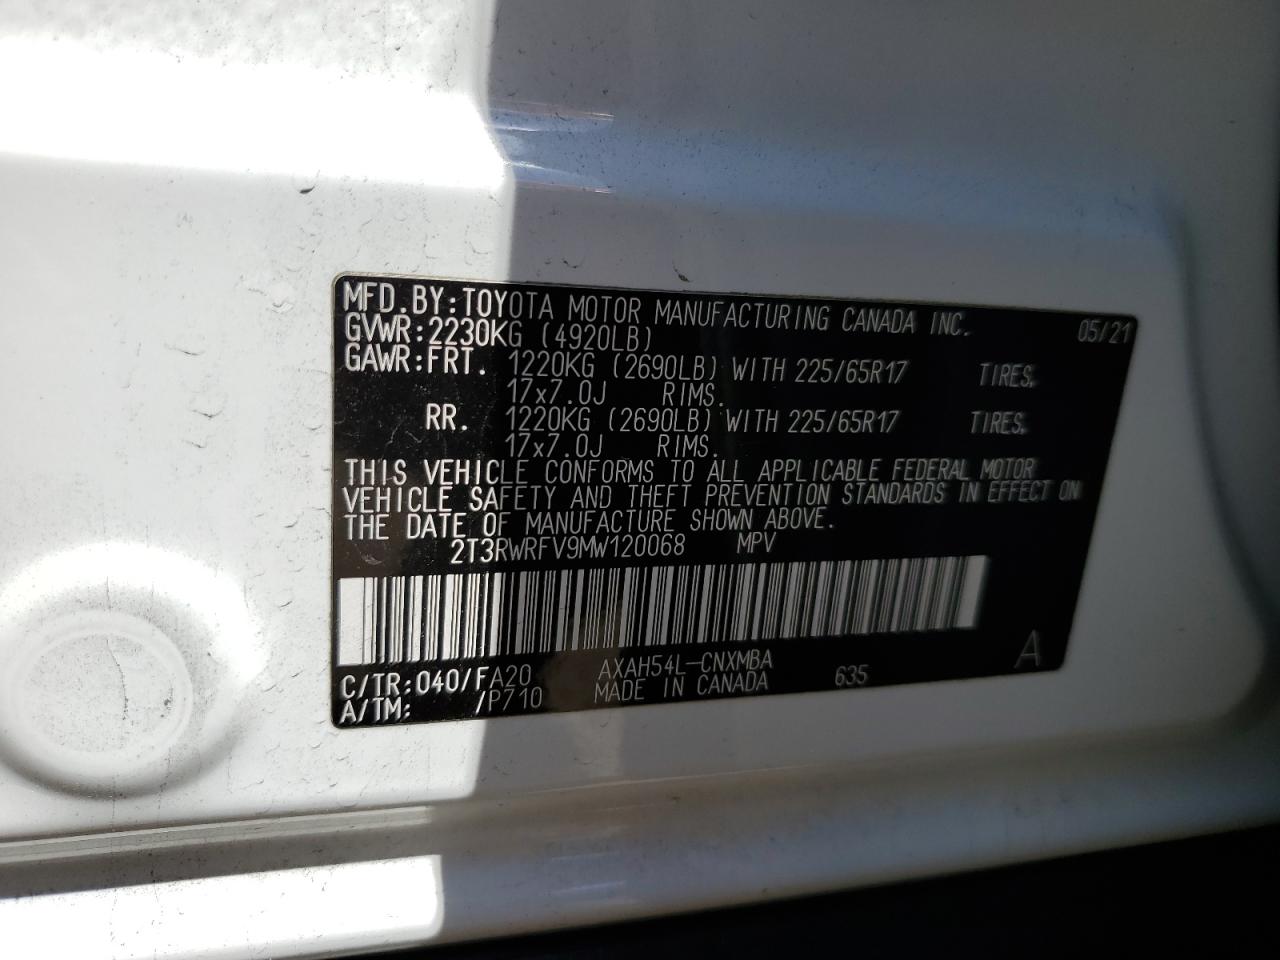 MFD.BY:TOYOTA MOTOR MANUFACTURING CANADA INC. 05/21
GVWR:2230KG (4920LB)
GAWR:FRT. 1220KG (2690LB) WITH 225/65R17 TIRES.
17x7.0J RIMS.
RR. 1220KG (2690LB) WITH 225/65R17 TIRES.
17x7.0J RIMS.
THIS VEHICLE CONFORMS TO ALL APPLICABLE FEDERAL MOTOR
VEHICLE SAFETY AND THEFT PREVENTION STANDARDS IN EFFECT ON
THE DATE OF MANUFACTURE SHOWN ABOVE.
2T3RWRFV9MW120068 MPV
C/TR:040/FA20 AXAH54L-CNXMBA A
A/TM: /P710 MADE IN CANADA 635